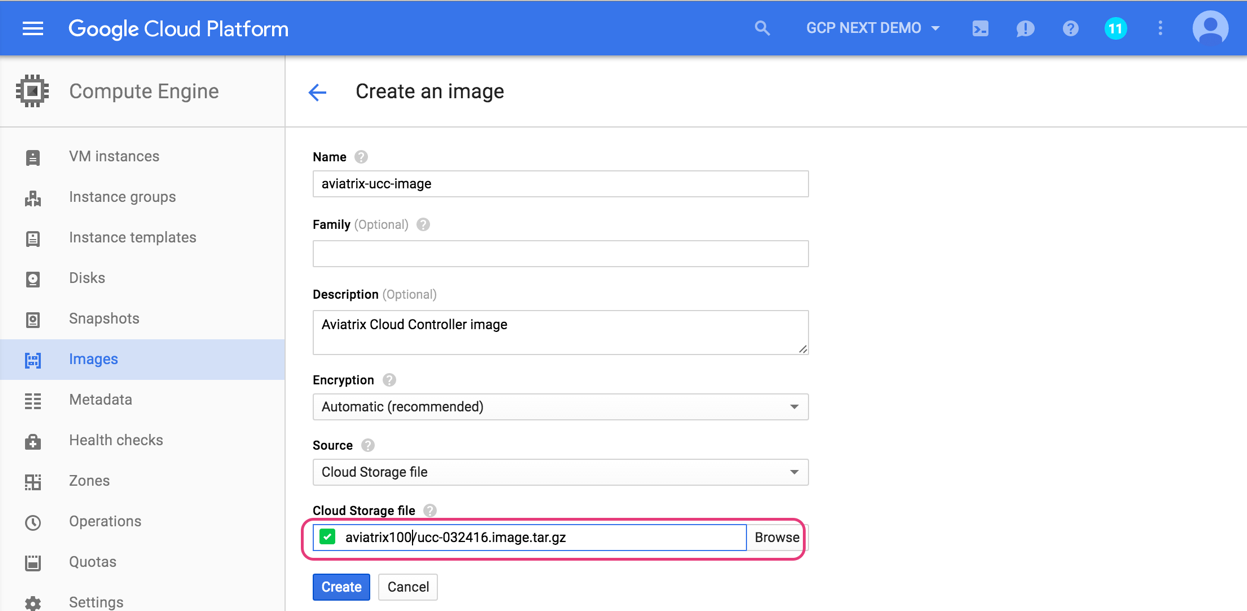 Google Cloud Platform
GCP NEXT DEMO
11
Compute Engine
Create an image
VM instances
Instance groups
Instance templates
Disks
Snapshots
Images
Metadata
Health checks
Zones
Operations
Quotas
Settings
Name
aviatrix-ucc-image
Family (Optional)
Description (Optional)
Aviatrix Cloud Controller image
Encryption
Automatic (recommended)
Source
Cloud Storage file
Cloud Storage file
aviatrix100/ucc-032416.image.tar.gz
Browse
Create
Cancel